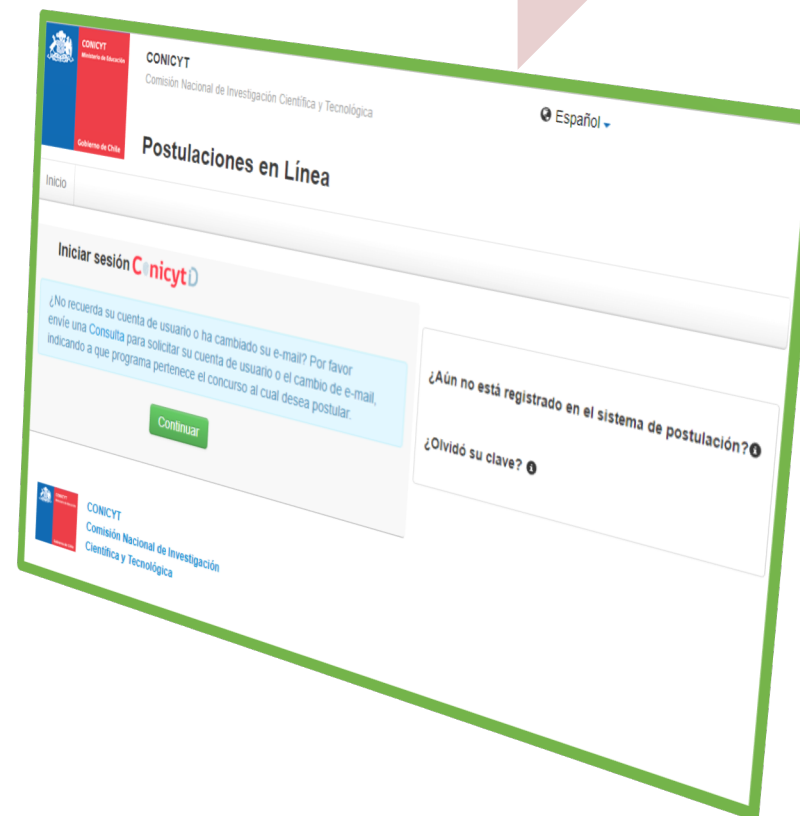 CONICYT
Ministerio de Educación
Gobierno de Chile
CONICYT
Comisión Nacional de Investigación Científica y Tecnológica
Español
Postulaciones en Línea
Inicio
Iniciar sesión ConicytID
¿No recuerda su cuenta de usuario o ha cambiado su e-mail? Por favor
envíe una Consulta para solicitar su cuenta de usuario o el cambio de e-mail,
indicando a que programa pertenece el concurso al cual desea postular.
Continuar
¿Aún no está registrado en el sistema de postulación?
¿Olvidó su clave?
CONICYT
Comisión Nacional de Investigación
Científica y Tecnológica